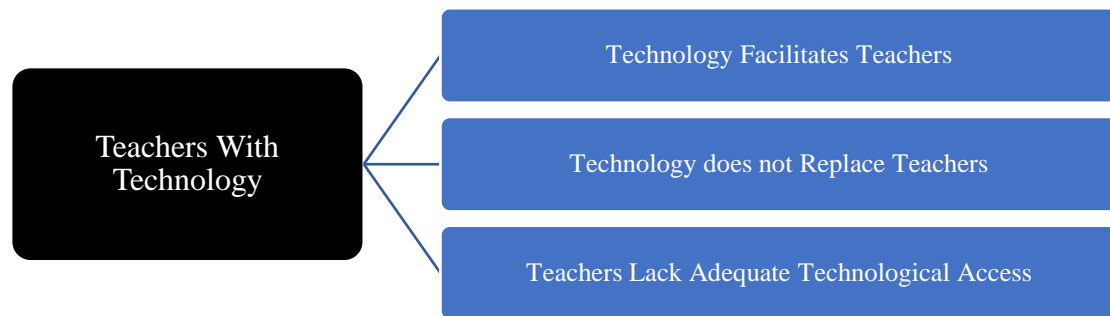 Teachers With
Technology
Technology Facilitates Teachers
Technology does not Replace Teachers
Teachers Lack Adequate Technological Access